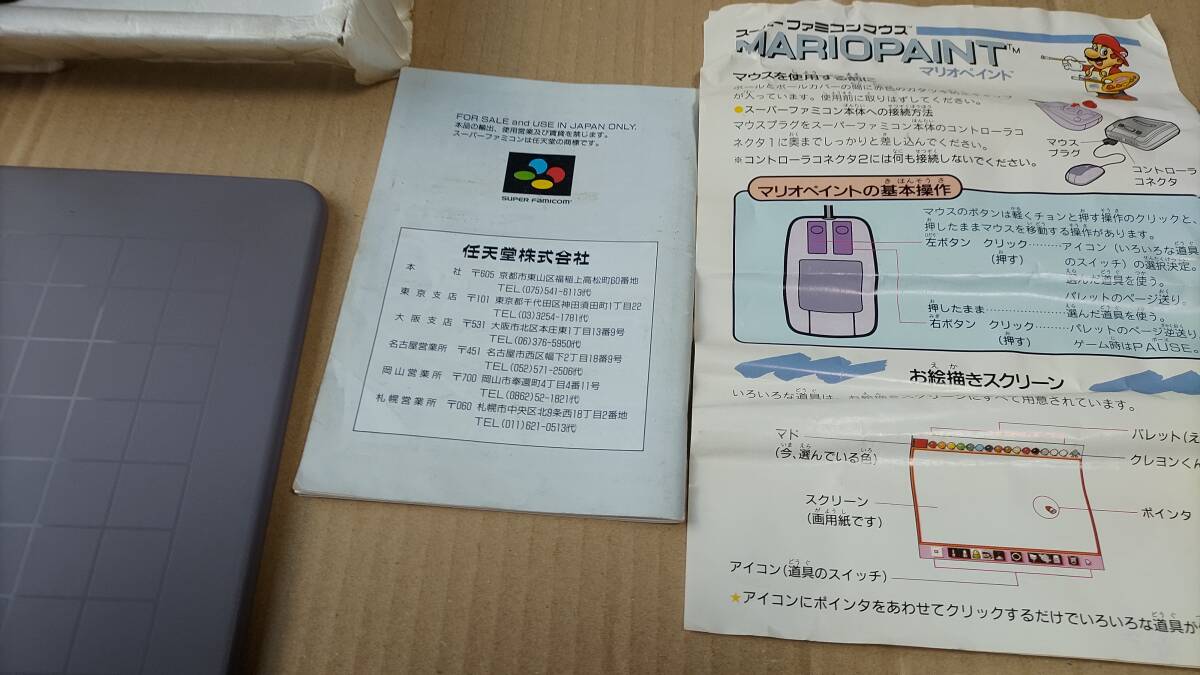 FOR SALE and USE IN JAPAN ONLY.
本品の輸出、使用営業及び賃貸を禁じます。
スーパーファミコンは任天堂の商標です。
SUPER FAMICOM
任天堂株式会社
本 社 〒605 京都市東山区福稲上高松町60番地
TEL(075)541-6113代
東京支店 〒101 東京都千代田区神田須田町1丁目22
TEL(03)3254-1781代
大阪支店 〒531 大阪市北区本庄東1丁目13番9号
TEL(06)376-5950代
名古屋営業所 〒451 名古屋市西区幅下2丁目18番9号
TEL(052)571-2506代
岡山営業所 〒700 岡山市奉還町4丁目4番11号
TEL(0862)52-1821代
札幌営業所 〒060 札幌市中央区北9条西18丁目2番地
TEL(011)621-0513代
スーパーファミコンマウス
MARIOPAINT™
マリオペイント
マウスを使用する前に
が入っています。使用前に取りはずしてください。
●スーパーファミコン本体への接続方法
マウスプラグをスーパーファミコン本体のコントローラコ
ネクタ1に奥までしっかりと差し込んでください。
※コントローラコネクタ2には何も接続しないでください。
マウス
プラグ
コントローラ
コネクタ
マリオペイントの基本操作
マウスのボタンは軽くチョンと押す操作のクリックと、
押したままマウスを移動する操作があります。
左ボタン クリック………アイコン(いろいろな道具
(押す) のスイッチ)の選択決定。
選んだ道具を使う。
パレットのページ送り。
押したまま…………選んだ道具を使う。
右ボタン クリック…………パレットのページ逆送り。
(押す) ゲーム時はPAUSE。
お絵描きスクリーン
いろいろな道具は、お絵描きスクリーンにすべて用意されています。
マド
(今、選んでいる色)
パレット(え
クレヨンくん
スクリーン
(画用紙です)
ポインタ
アイコン(道具のスイッチ)
★アイコンにポインタをあわせてクリックするだけでいろいろな道具が